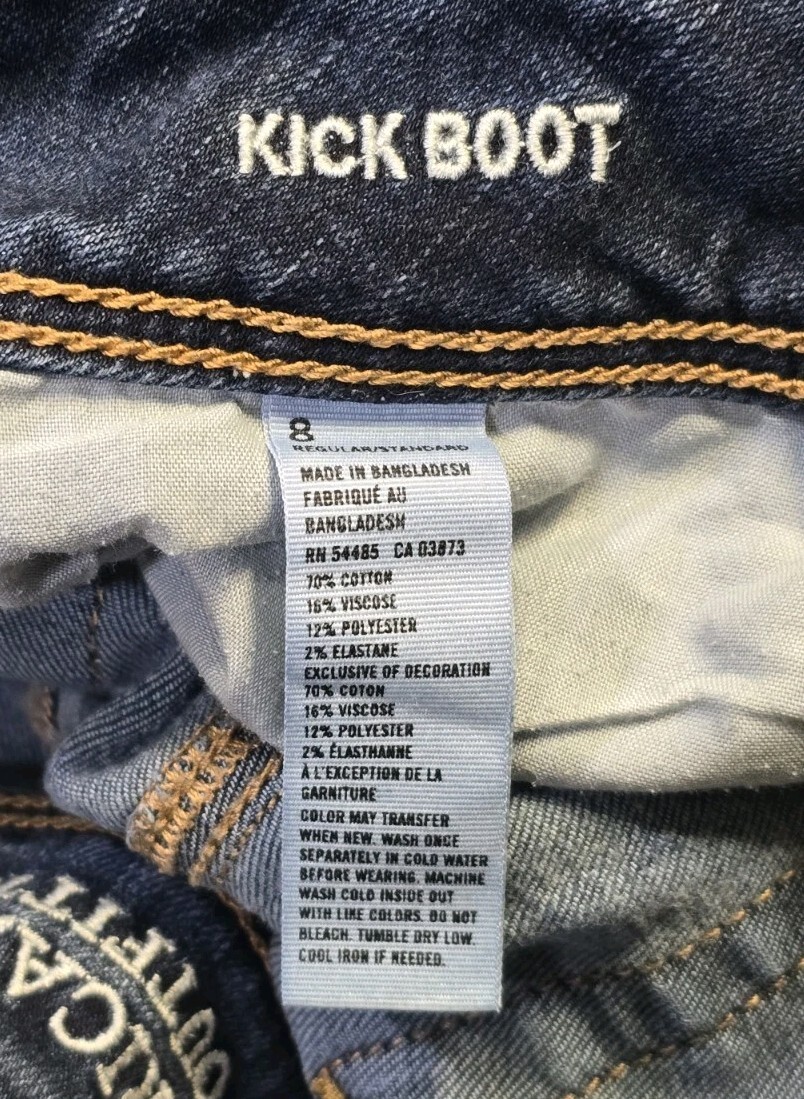 KICK BOOT
8
REGULAR/STANDARD
MADE IN BANGLADESH
FABRIQUÉ AU
BANGLADESH
RN 54485 CA 03873
70% COTTON
16% VISCOSE
12% POLYESTER
2% ELASTANE
EXCLUSIVE OF DECORATION
70% COTON
16% VISCOSE
12% POLYESTER
2% ÉLASTHANNE
À L'EXCEPTION DE LA
GARNITURE
COLOR MAY TRANSFER
WHEN NEW. WASH ONCE
SEPARATELY IN COLD WATER
BEFORE WEARING. MACHINE
WASH COLD INSIDE OUT
WITH LIKE COLORS. DO NOT
BLEACH. TUMBLE DRY LOW.
COOL IRON IF NEEDED.
RICA
OUTFIT